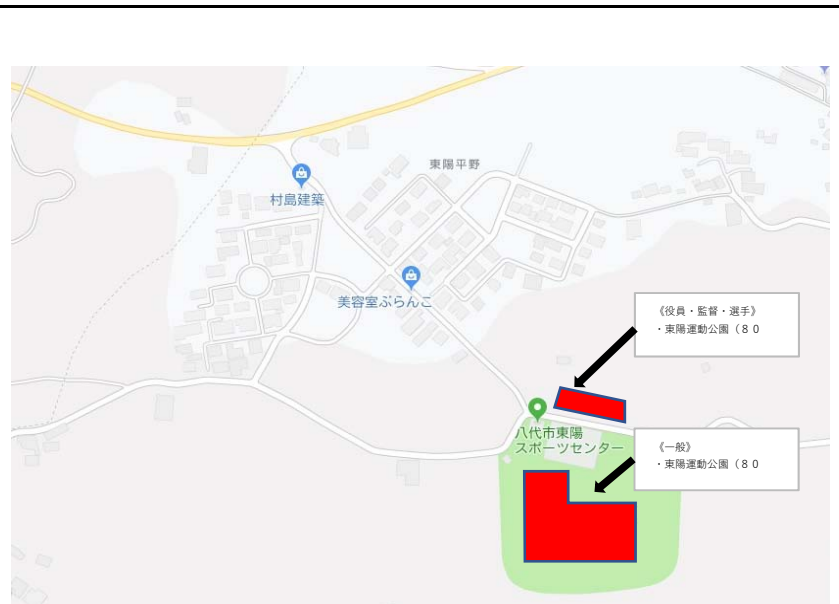 東陽平野
村島建築
美容室ぶらんこ
《役員・監督・選手》
・東陽運動公園（８０
八代市東陽
スポーツセンター
《一般》
・東陽運動公園（８０